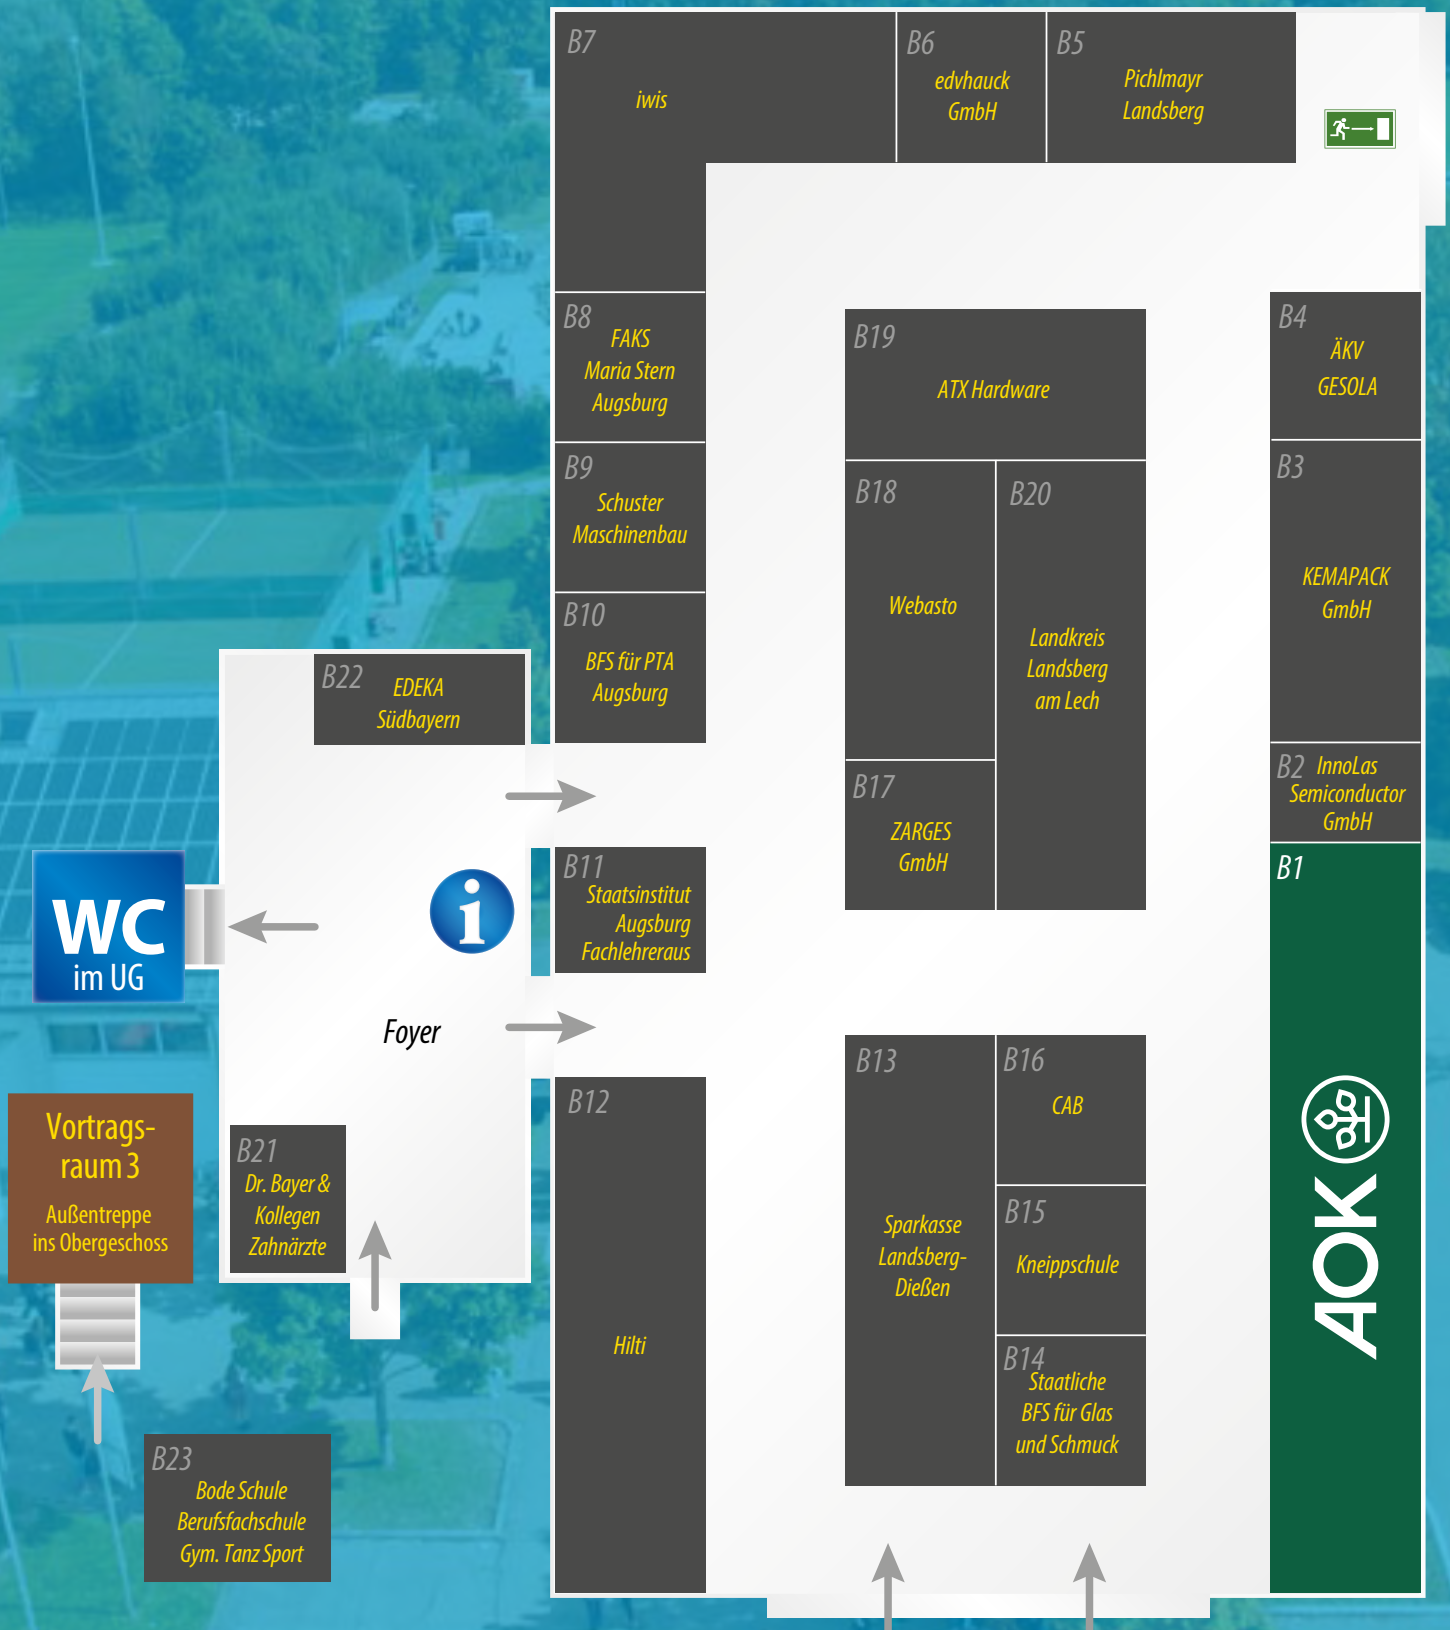 B7
iwis
B6
edvhauck
GmbH
B5
Pichlmayr
Landsberg
B8
FAKS
Maria Stern
Augsburg
B19
ATX Hardware
B4
ÄKV
GESOLA
B9
Schuster
Maschinenbau
B18
Webasto
B20
Landkreis
Landsberg
am Lech
B3
KEMAPACK
GmbH
B10
BFS für PTA
Augsburg
B22
EDEKA
Südbayern
B17
ZARGES
GmbH
B2
InnoLas
Semiconductor
GmbH
B11
Staatsinstitut
Augsburg
Fachlehreraus
B1
AOK
WC
im UG
i
Foyer
B13
Sparkasse
Landsberg-
Dießen
B16
CAB
B12
Hilti
Vortrags-
raum 3
Außentreppe
ins Obergeschoss
B21
Dr. Bayer &
Kollegen
Zahnärzte
B15
Kneippschule
B14
Staatliche
BFS für Glas
und Schmuck
B23
Bode Schule
Berufsfachschule
Gym. Tanz Sport